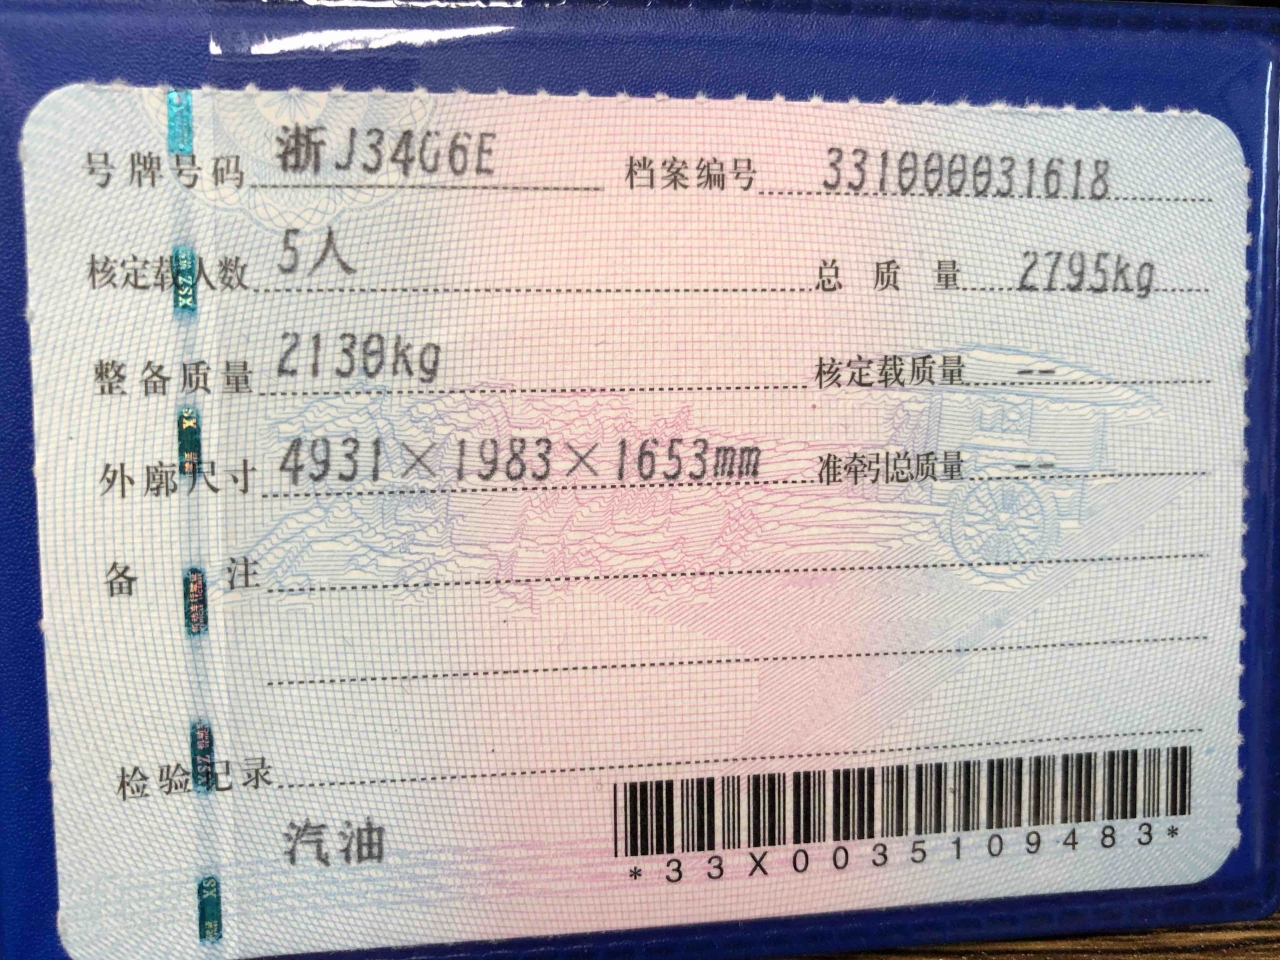 号牌号码 浙J34G6E 档案编号 331000031618
核定载人数 5人 总质量 2795kg
整备质量 2130kg 核定载质量 --
外廓尺寸 4931×1983×1653mm 准牵引总质量 --
备注
检验记录
汽油
*33X0035109483*